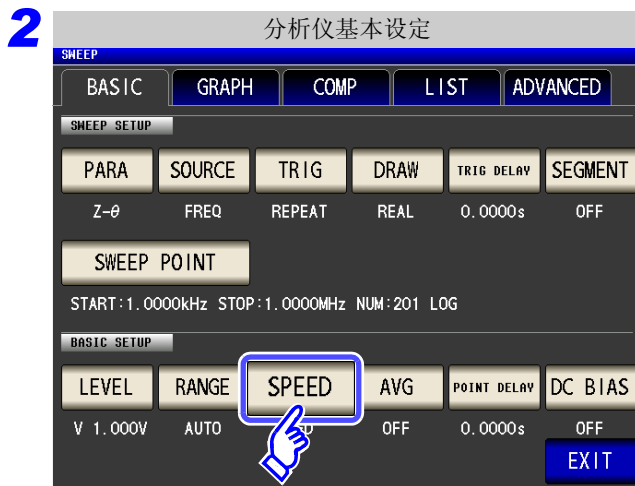 2
分析仪基本设定
SWEEP
BASIC GRAPH COMP LIST ADVANCED
SWEEP SETUP
PARA SOURCE TRIG DRAW TRIG DELAY SEGMENT
Z-θ FREQ REPEAT REAL 0.0000s OFF
SWEEP POINT
START:1.0000kHz STOP:1.0000MHz NUM:201 LOG
BASIC SETUP
LEVEL RANGE SPEED AVG POINT DELAY DC BIAS
V 1.000V AUTO OFF 0.0000s OFF
EXIT